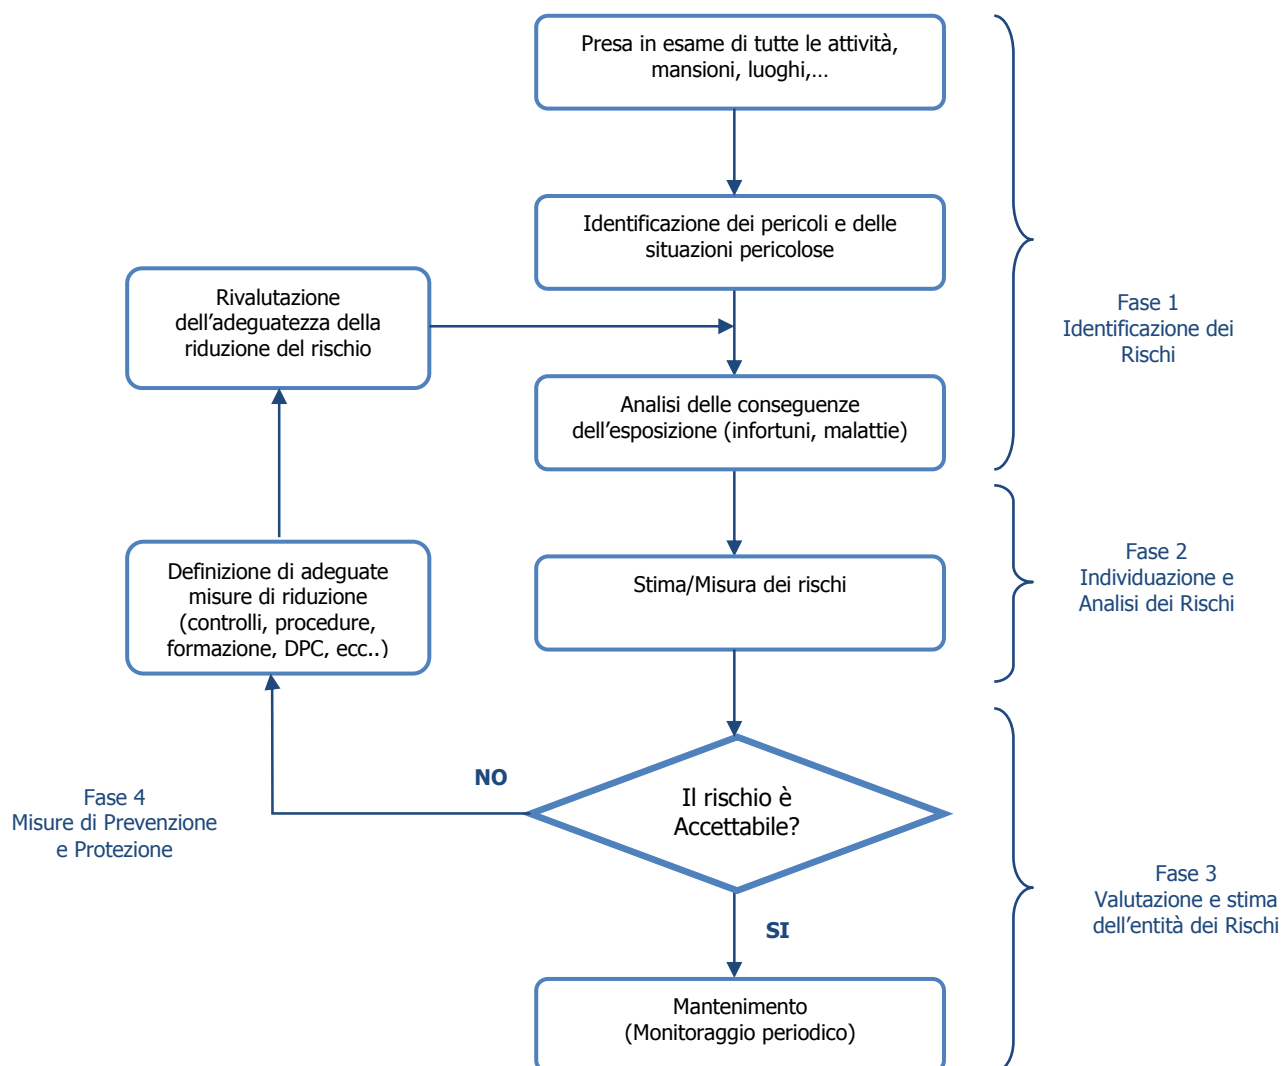 Presa in esame di tutte le attività,
mansioni, luoghi,…
Identificazione dei pericoli e delle
situazioni pericolose
Rivalutazione
dell’adeguatezza della
riduzione del rischio
Fase 1
Identificazione dei
Rischi
Analisi delle conseguenze
dell’esposizione (infortuni, malattie)
Definizione di adeguate
misure di riduzione
(controlli, procedure,
formazione, DPC, ecc..)
Stima/Misura dei rischi
Fase 2
Individuazione e
Analisi dei Rischi
NO
Il rischio è
Accettabile?
Fase 4
Misure di Prevenzione
e Protezione
Fase 3
Valutazione e stima
dell’entità dei Rischi
SI
Mantenimento
(Monitoraggio periodico)